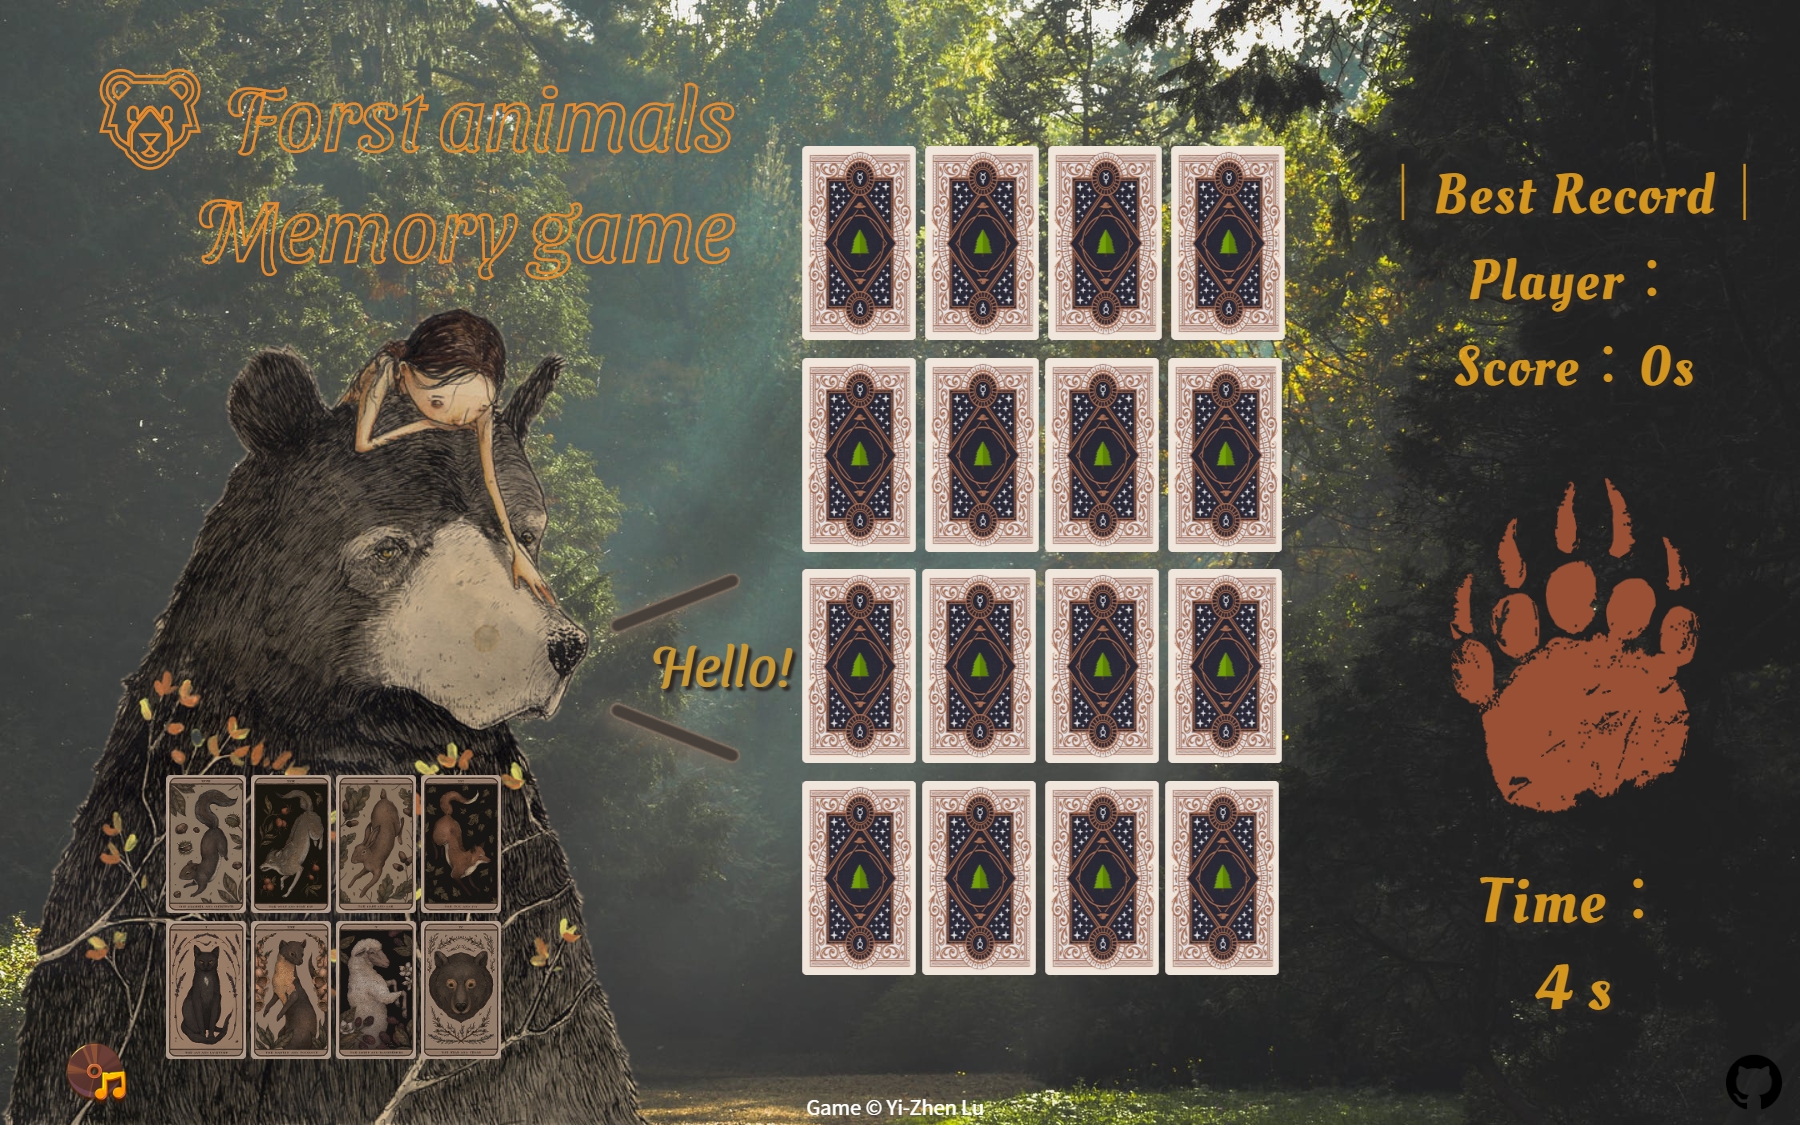 Forst animals
Memory game
Best Record
Player：
Score：0s
Hello!
Time：
4 s
Game © Yi-Zhen Lu